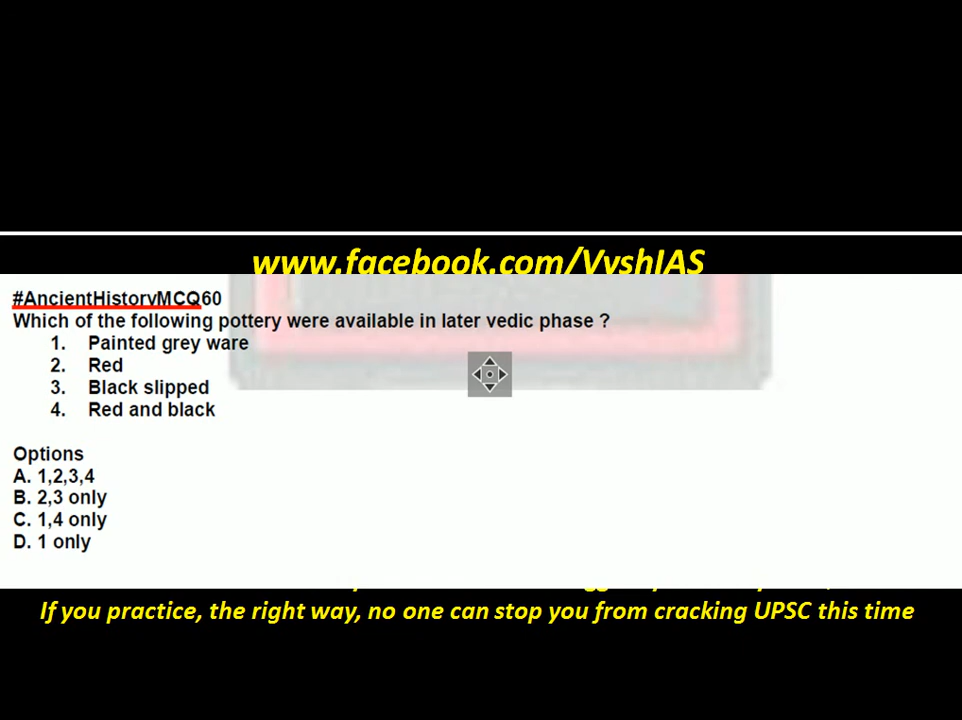 www.facebook.com/VyshIAS
#AncientHistoryMCQ60
Which of the following pottery were available in later vedic phase ?
1. Painted grey ware
2. Red
3. Black slipped
4. Red and black
Options
A. 1,2,3,4
B. 2,3 only
C. 1,4 only
D. 1 only
If you practice, the right way, no one can stop you from cracking UPSC this time